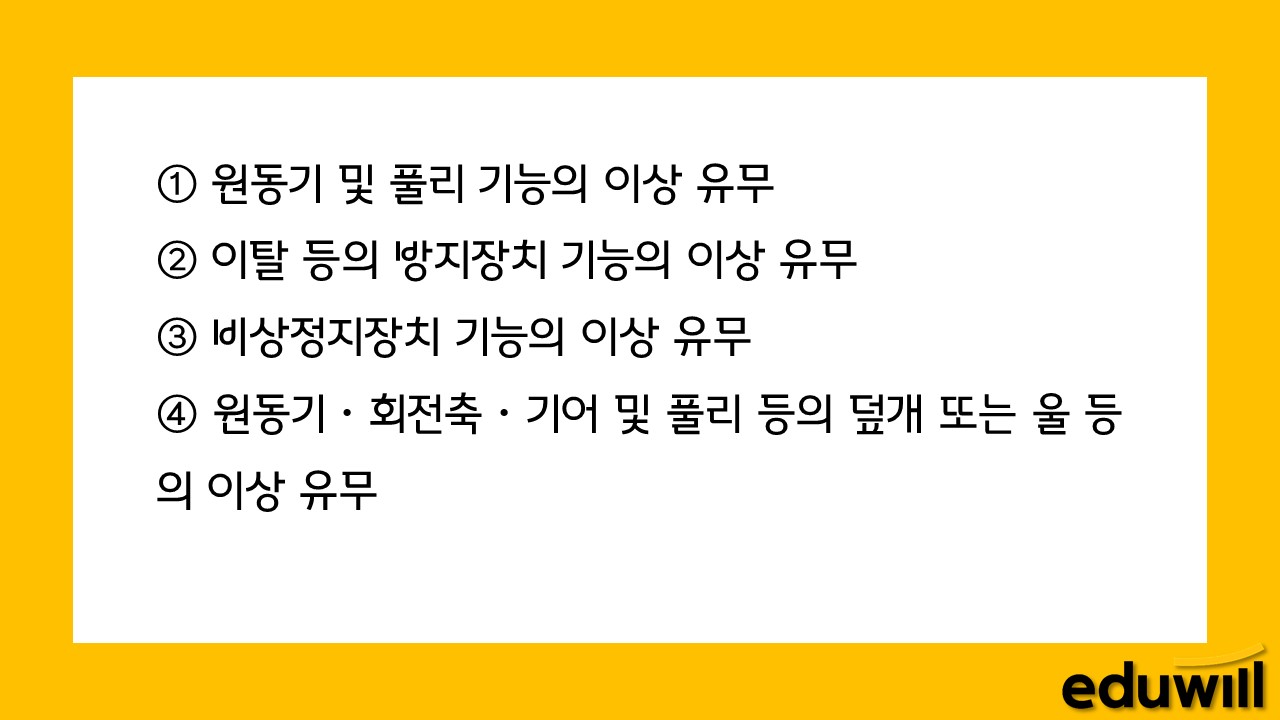 ① 원동기 및 풀리 기능의 이상 유무
② 이탈 등의 방지장치 기능의 이상 유무
③ 비상정지장치 기능의 이상 유무
④ 원동기·회전축·기어 및 풀리 등의 덮개 또는 울 등
의 이상 유무
eduwill